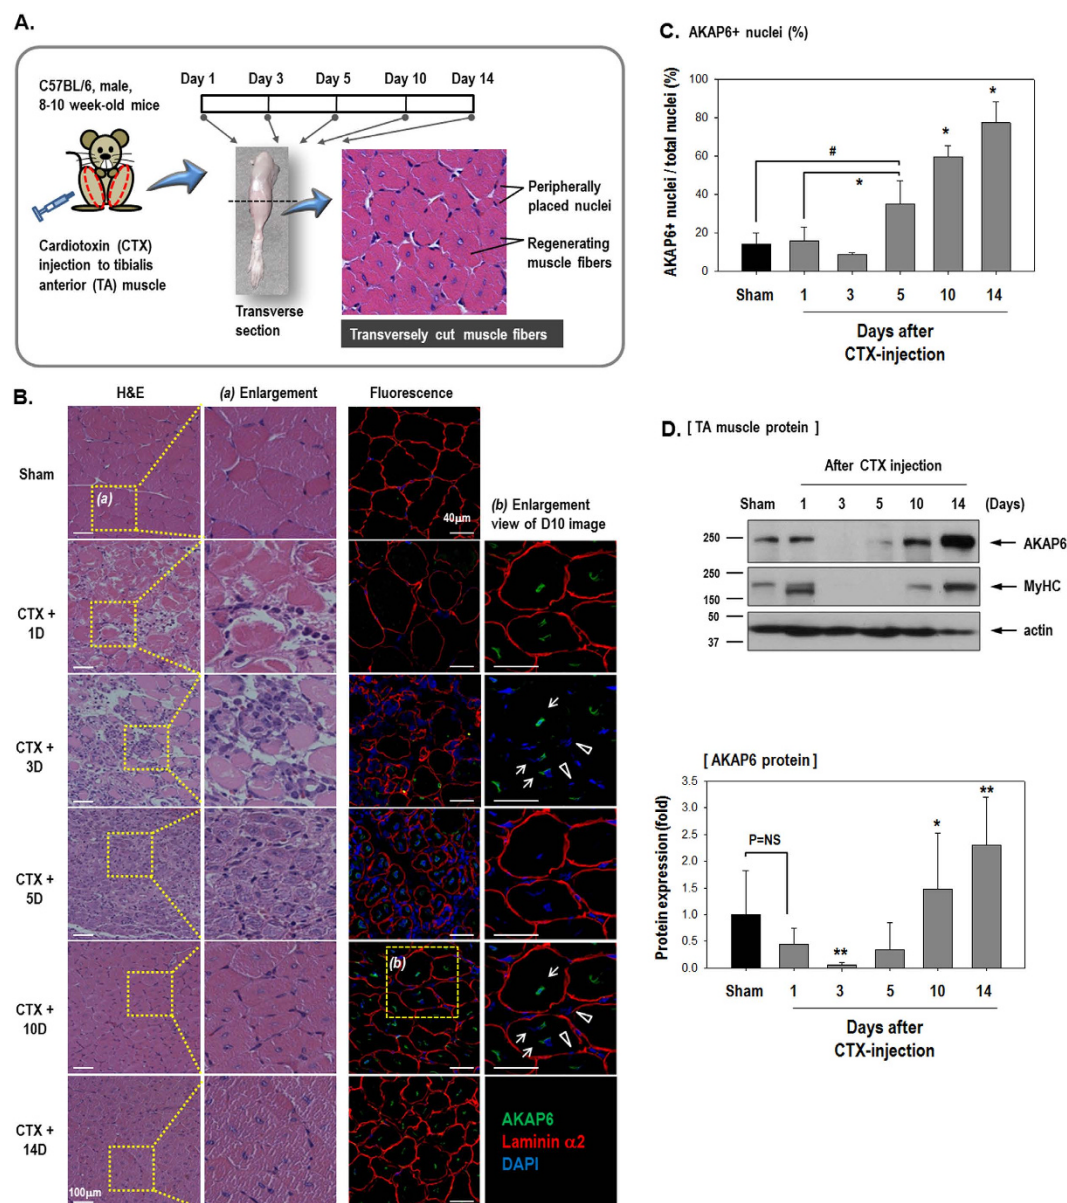 A.
C57BL/6, male,
8-10 week-old mice
Day 1 Day 3 Day 5 Day 10 Day 14
Cardiotoxin (CTX)
injection to tibialis
anterior (TA) muscle
Transverse
section
Peripherally
placed nuclei
Regenerating
muscle fibers
Transversely cut muscle fibers
B.
H&E (a) Enlargement Fluorescence
Sham
(a)
40μm
(b) Enlargement
view of D10 image
CTX +
1D
CTX +
3D
CTX +
5D
CTX +
10D
(b)
CTX +
14D
100μm
AKAP6
Laminin α2
DAPI
C. AKAP6+ nuclei (%)
AKAP6+ nuclei / total nuclei (%)
100
80
60
40
20
0
#
*
*
*
Sham 1 3 5 10 14
Days after
CTX-injection
D. [ TA muscle protein ]
After CTX injection
Sham 1 3 5 10 14 (Days)
250
AKAP6
250
150
MyHC
50
37
actin
[ AKAP6 protein ]
Protein expression (fold)
3.5
3.0
2.5
2.0
1.5
1.0
0.5
0.0
P=NS
**
*
**
Sham 1 3 5 10 14
Days after
CTX-injection